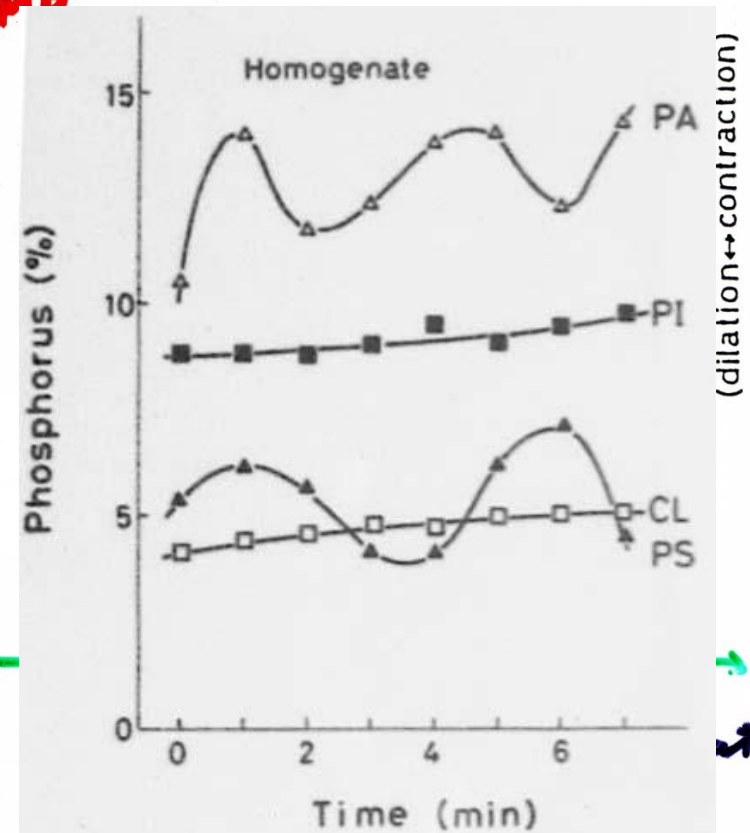 Homogenate
15
10
5
0
Phosphorus (%)
PA
PI
CL
PS
0 2 4 6
Time (min)
(dilation↔contraction)